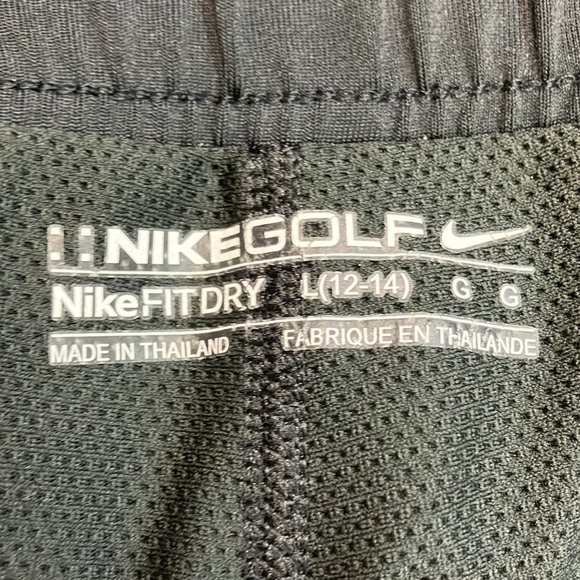 NIKEGOLF
NikeFITDRY L(12-14) G G
MADE IN THAILAND FABRIQUE EN THAILANDE